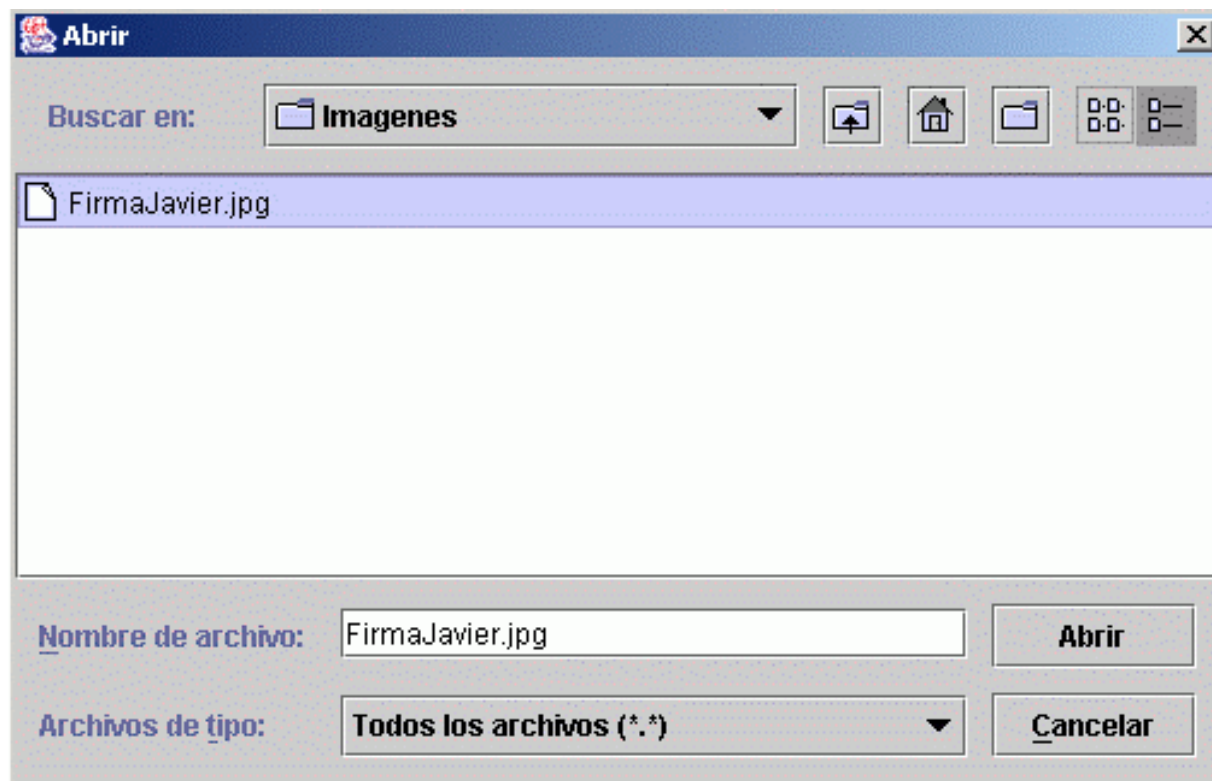 Abrir
Buscar en: Imagenes
FirmaJavier.jpg
Nombre de archivo: FirmaJavier.jpg Abrir
Archivos de tipo: Todos los archivos (*.*) Cancelar